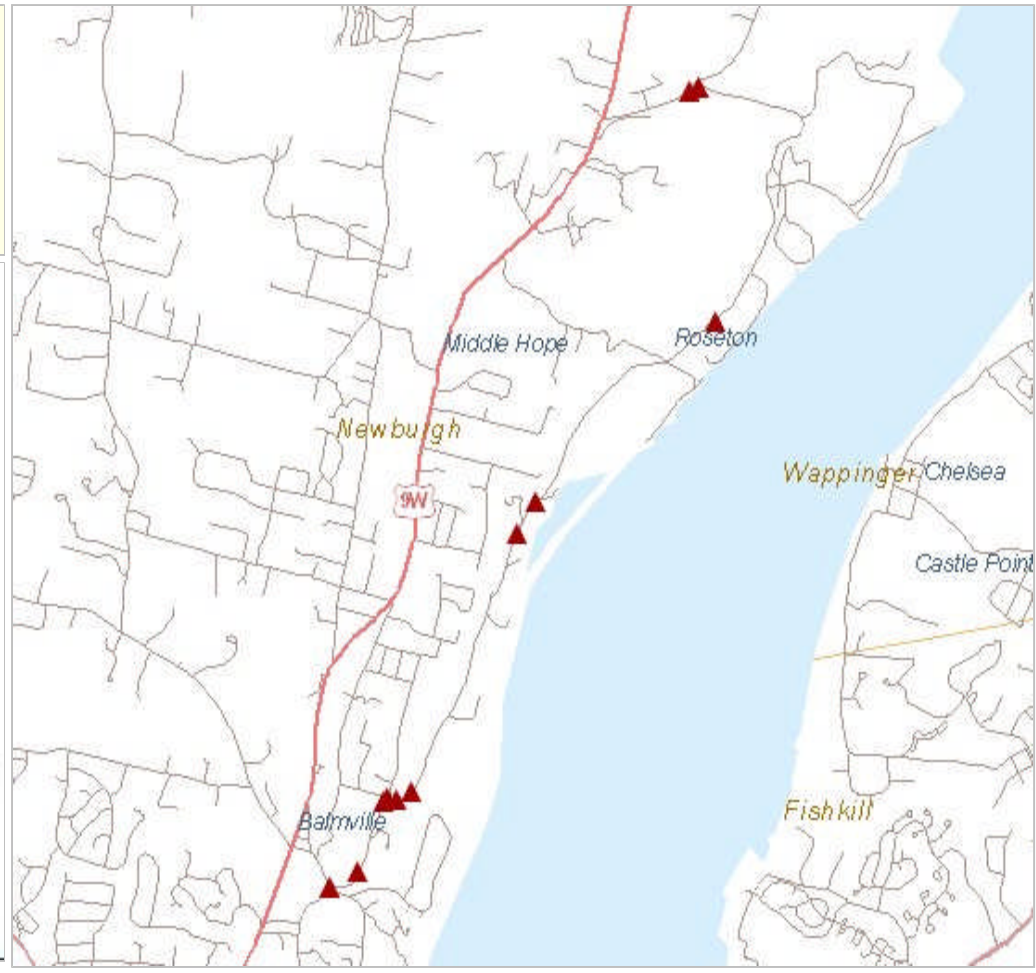 Middle Hope
Roseton
Newburgh
Wappinger
Chelsea
9W
Castle Point
Fishkill
Balmville